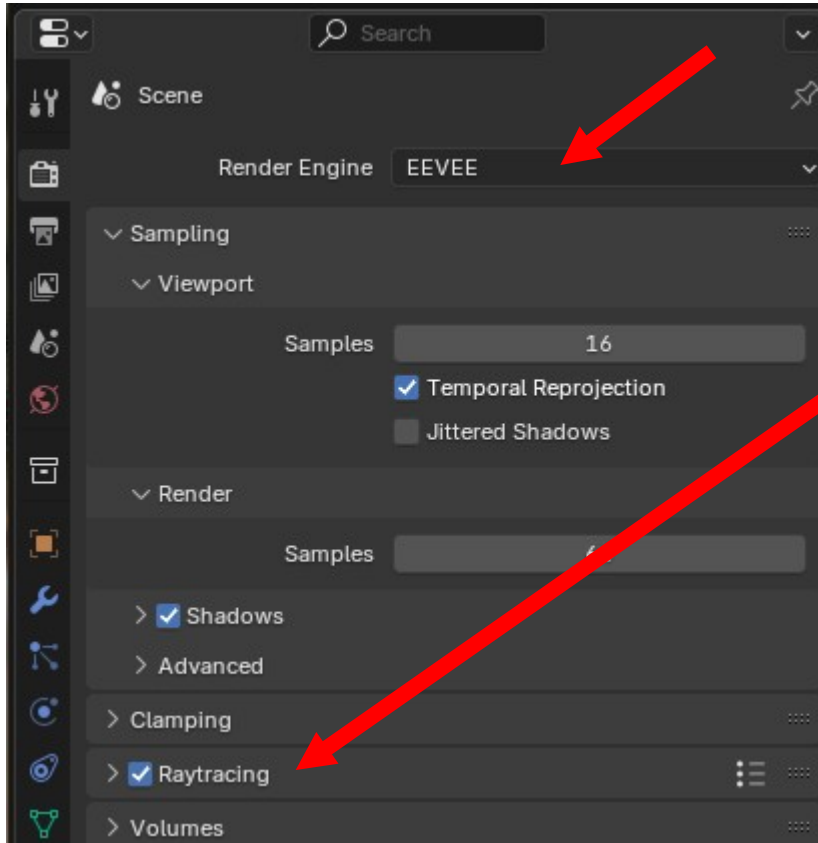 Search
Scene
Render Engine EEVEE
Sampling
Viewport
Samples 16
Temporal Reprojection
Jittered Shadows
Render
Samples
Shadows
Advanced
Clamping
Raytracing
Volumes